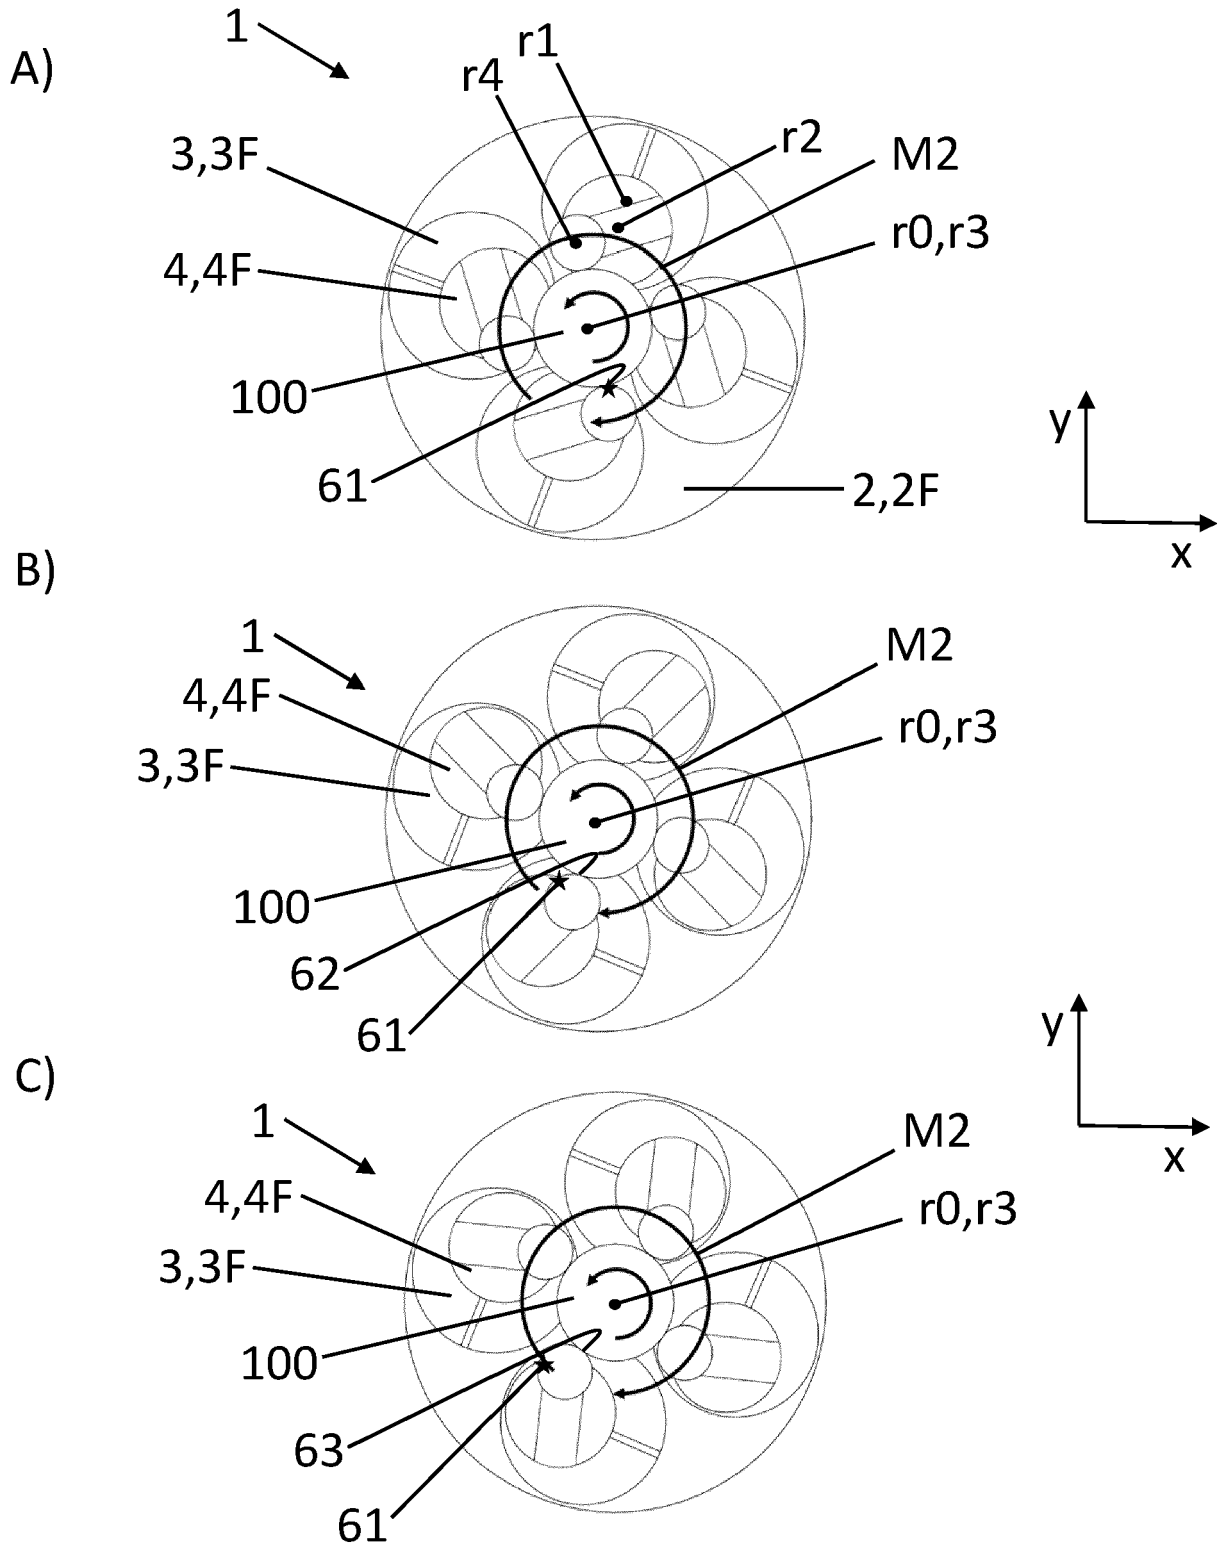 A)
1
r1
r4
r2
3,3F
M2
r0,r3
4,4F
100
61
2,2F
y
x
B)
1
M2
4,4F
r0,r3
3,3F
100
62
61
y
x
C)
1
M2
4,4F
r0,r3
3,3F
100
63
61